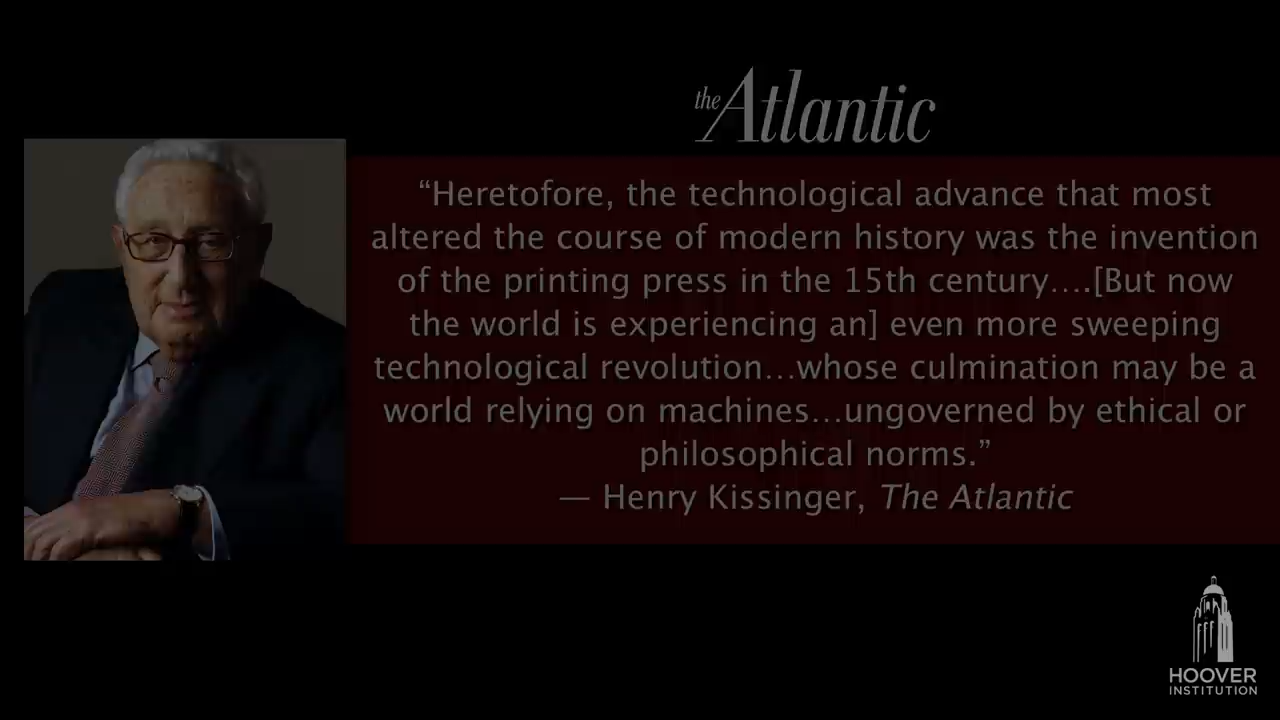 the Atlantic
“Heretofore, the technological advance that most
altered the course of modern history was the invention
of the printing press in the 15th century....[But now
the world is experiencing an] even more sweeping
technological revolution...whose culmination may be a
world relying on machines...ungoverned by ethical or
philosophical norms.”
— Henry Kissinger, The Atlantic
HOOVER
INSTITUTION